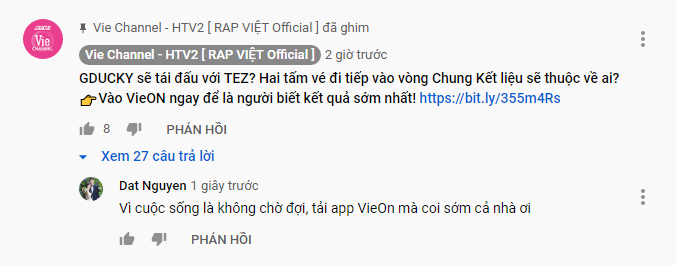 Vie Channel - HTV2 [ RAP VIỆT Official ] đã ghim
Vie Channel - HTV2 [ RAP VIỆT Official ] 2 giờ trước
GDUCKY sẽ tái đấu với TEZ? Hai tấm vé đi tiếp vào vòng Chung Kết liệu sẽ thuộc về ai?
👉Vào VieON ngay để là người biết kết quả sớm nhất! https://bit.ly/355m4Rs
8 PHẢN HỒI
Xem 27 câu trả lời
Dat Nguyen 1 giây trước
Vì cuộc sống là không chờ đợi, tải app VieOn mà coi sớm cả nhà ơi
PHẢN HỒI